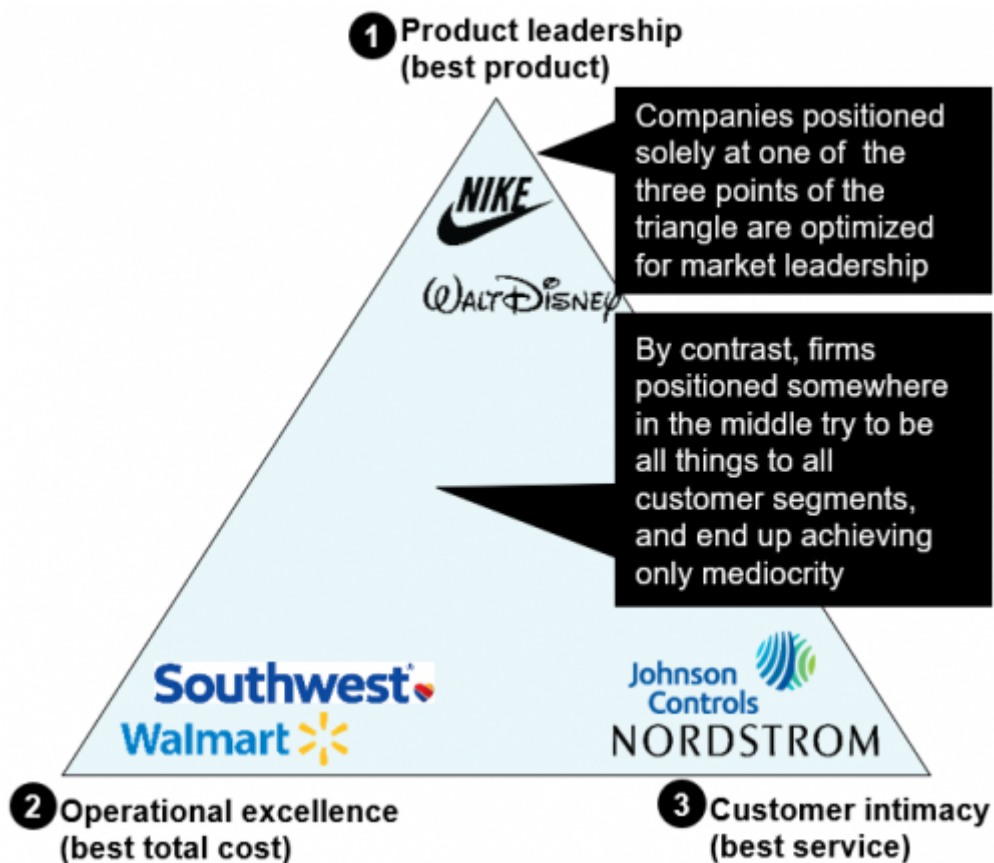 1 Product leadership
(best product)
Companies positioned
solely at one of the
three points of the
triangle are optimized
for market leadership
NIKE
WALT DISNEY
By contrast, firms
positioned somewhere
in the middle try to be
all things to all
customer segments,
and end up achieving
only mediocrity
Southwest®
Walmart
Johnson
Controls
NORDSTROM
2 Operational excellence
(best total cost)
3 Customer intimacy
(best service)